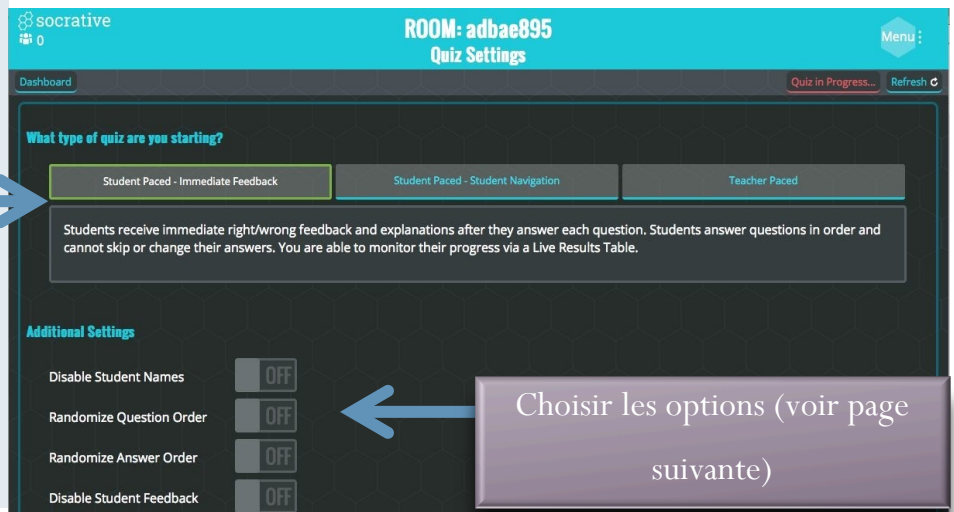 socrative
0
ROOM: adbae895
Quiz Settings
Menu
Dashboard
Quiz in Progress...
Refresh
What type of quiz are you starting?
Student Paced - Immediate Feedback
Student Paced - Student Navigation
Teacher Paced
Students receive immediate right/wrong feedback and explanations after they answer each question. Students answer questions in order and
cannot skip or change their answers. You are able to monitor their progress via a Live Results Table.
Additional Settings
Disable Student Names OFF
Randomize Question Order OFF
Randomize Answer Order OFF
Disable Student Feedback OFF
Choisir les options (voir page
suivante)